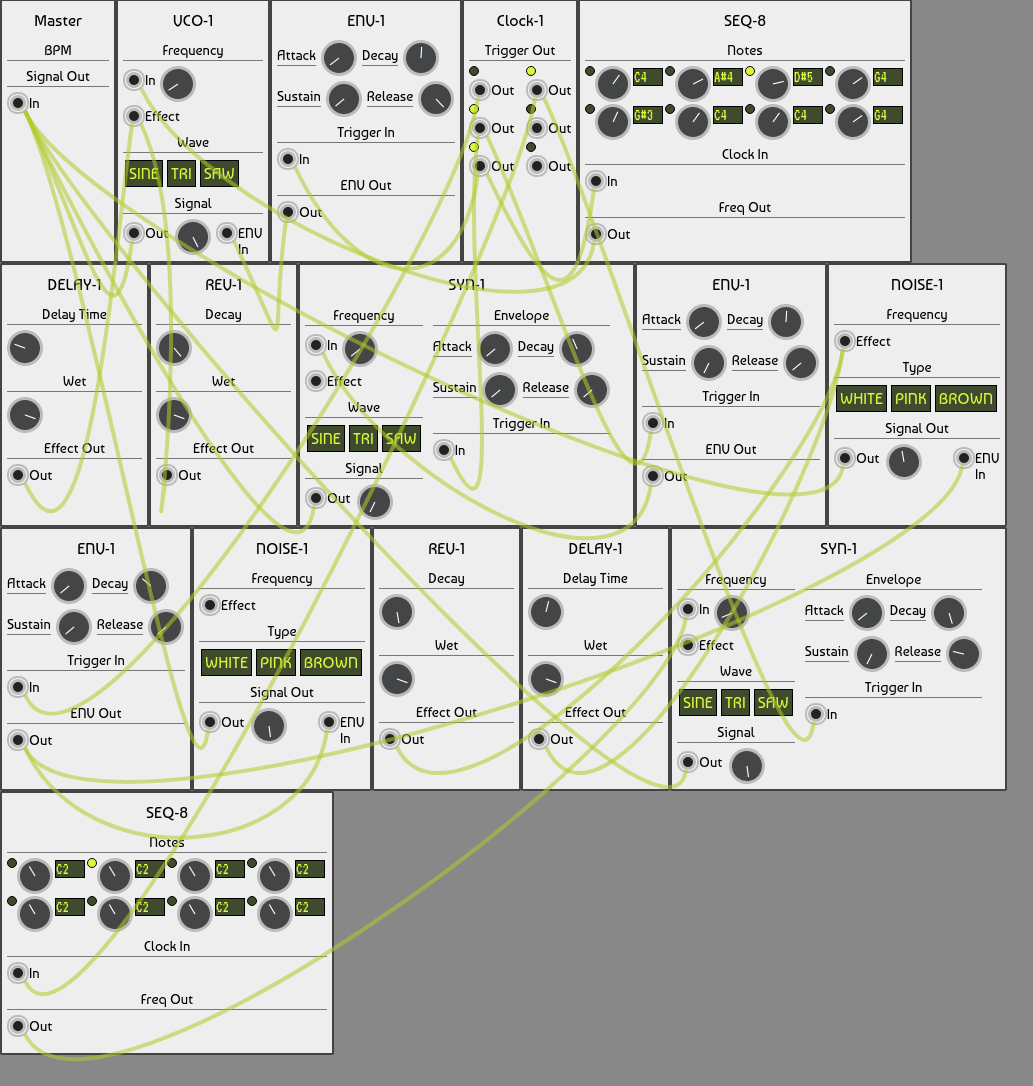 Master
BPM
Signal Out
In
VCO-1
Frequency
In
Effect
Wave
SINE TRI SAW
Signal
Out ENV In
ENV-1
Attack Decay
Sustain Release
Trigger In
In
ENV Out
Out
Clock-1
Trigger Out
Out Out
Out Out
Out Out
SEQ-8
Notes
C4 A#4 D#5 G4
G#3 C4 C4 G4
Clock In
In
Freq Out
Out
DELAY-1
Delay Time
Wet
Effect Out
Out
REV-1
Decay
Wet
Effect Out
Out
SYN-1
Frequency
In
Effect
Wave
SINE TRI SAW
Signal
Out
Envelope
Attack Decay
Sustain Release
Trigger In
In
ENV-1
Attack Decay
Sustain Release
Trigger In
In
ENV Out
Out
NOISE-1
Frequency
Effect
Type
WHITE PINK BROWN
Signal Out
Out ENV In
ENV-1
Attack Decay
Sustain Release
Trigger In
In
ENV Out
Out
NOISE-1
Frequency
Effect
Type
WHITE PINK BROWN
Signal Out
Out ENV In
REV-1
Decay
Wet
Effect Out
Out
DELAY-1
Delay Time
Wet
Effect Out
Out
SYN-1
Frequency
In
Effect
Wave
SINE TRI SAW
Signal
Out
Envelope
Attack Decay
Sustain Release
Trigger In
In
SEQ-8
Notes
C2 C2 C2 C2
C2 C2 C2 C2
Clock In
In
Freq Out
Out